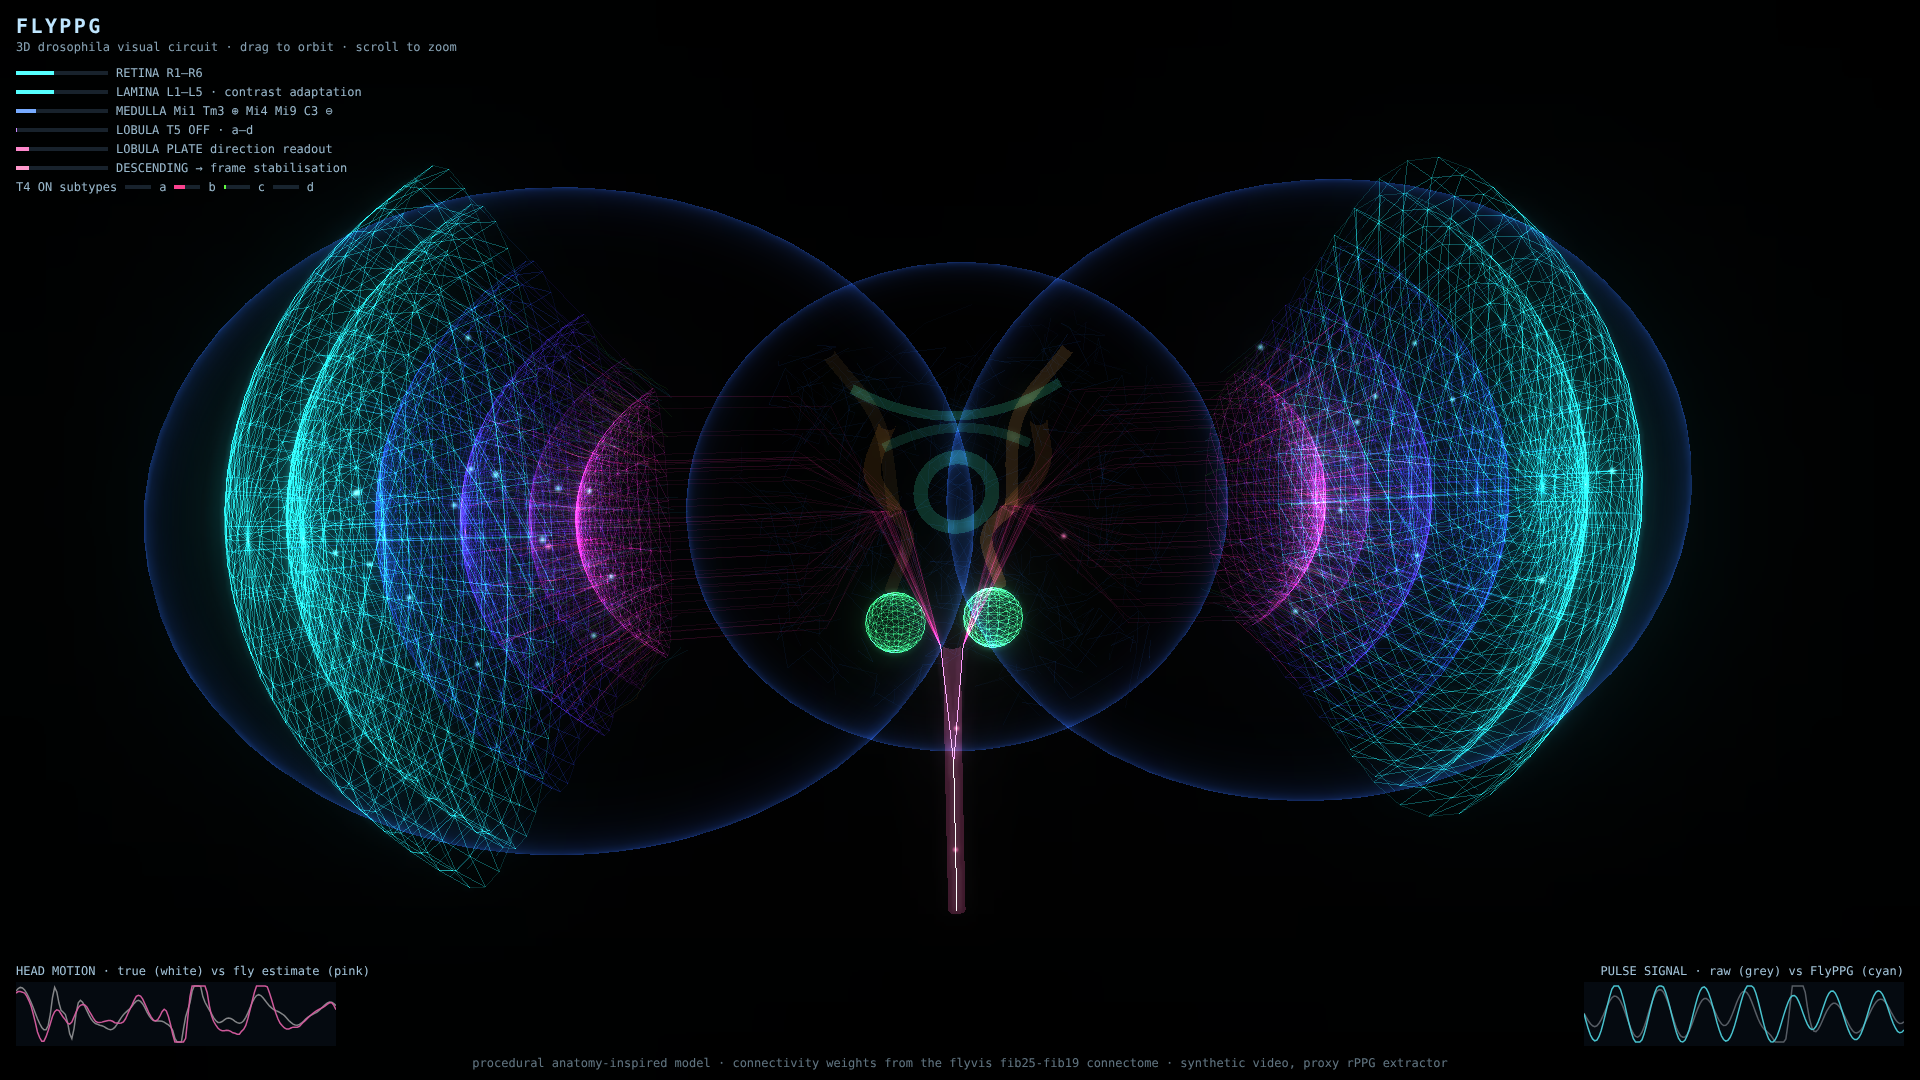 FLYPPG
3D drosophila visual circuit · drag to orbit · scroll to zoom
RETINA R1–R6
LAMINA L1–L5 · contrast adaptation
MEDULLA Mi1 Tm3 ⊕ Mi4 Mi9 C3 ⊖
LOBULA T5 OFF · a–d
LOBULA PLATE direction readout
DESCENDING → frame stabilisation
T4 ON subtypes a b c d
HEAD MOTION · true (white) vs fly estimate (pink)
PULSE SIGNAL · raw (grey) vs FlyPPG (cyan)
procedural anatomy-inspired model · connectivity weights from the flyvis fib25-fib19 connectome · synthetic video, proxy rPPG extractor